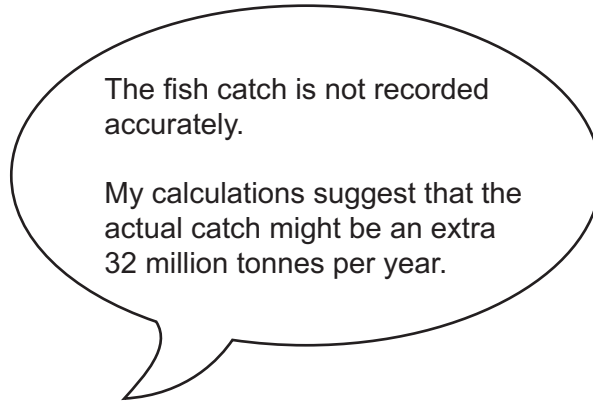 The fish catch is not recorded
accurately.
My calculations suggest that the
actual catch might be an extra
32 million tonnes per year.